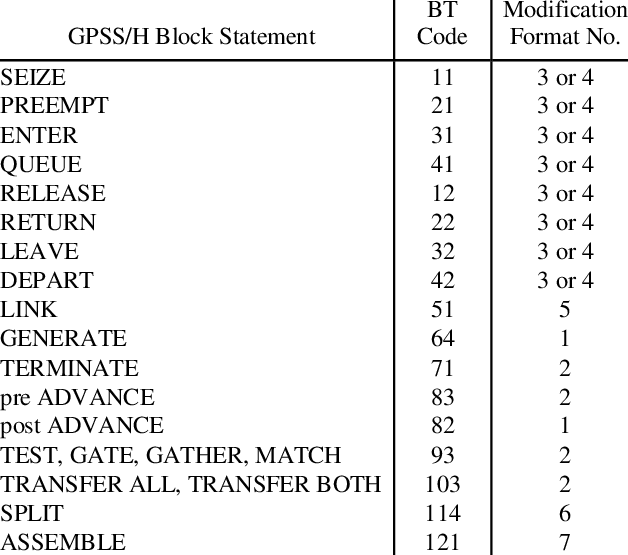 BT Modification
GPSS/H Block Statement Code Format No.
SEIZE 11 3 or 4
PREEMPT 21 3 or 4
ENTER 31 3 or 4
QUEUE 41 3 or 4
RELEASE 12 3 or 4
RETURN 22 3 or 4
LEAVE 32 3 or 4
DEPART 42 3 or 4
LINK 51 5
GENERATE 64 1
TERMINATE 71 2
pre ADVANCE 83 2
post ADVANCE 82 1
TEST, GATE, GATHER, MATCH 93 2
TRANSFER ALL, TRANSFER BOTH 103 2
SPLIT 114 6
ASSEMBLE 121 7